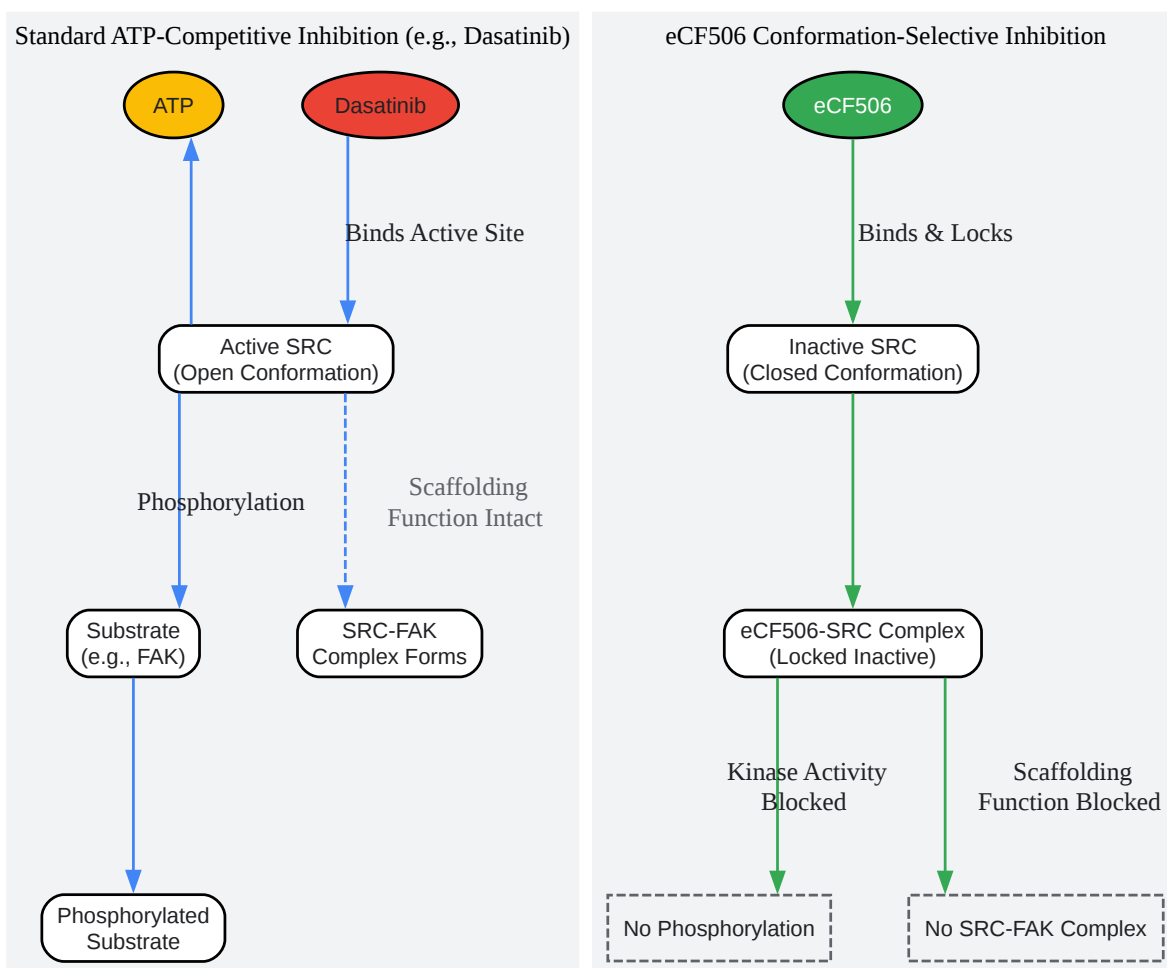 Standard ATP-Competitive Inhibition (e.g., Dasatinib)
ATP
Dasatinib
Binds Active Site
Active SRC
(Open Conformation)
Phosphorylation
Scaffolding
Function Intact
Substrate
(e.g., FAK)
SRC-FAK
Complex Forms
Phosphorylated
Substrate
eCF506 Conformation-Selective Inhibition
eCF506
Binds & Locks
Inactive SRC
(Closed Conformation)
eCF506-SRC Complex
(Locked Inactive)
Kinase Activity
Blocked
Scaffolding
Function Blocked
No Phosphorylation
No SRC-FAK Complex